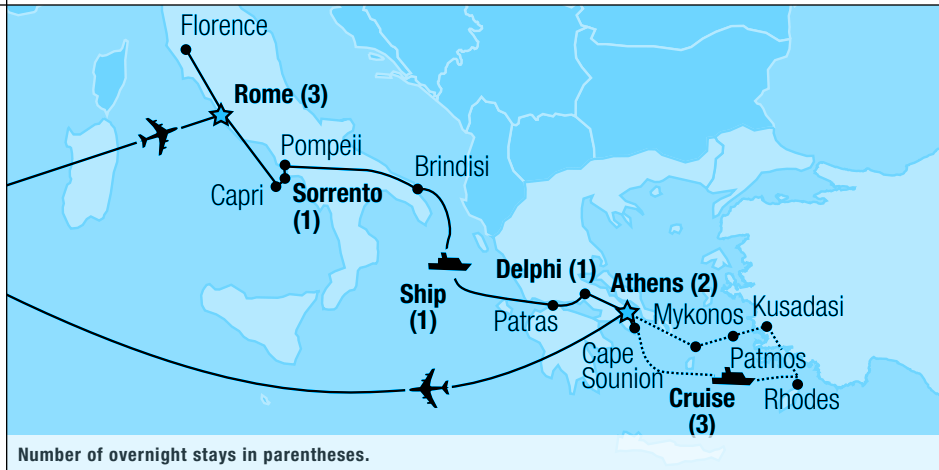 Florence
Rome (3)
Pompeii
Brindisi
Capri
Sorrento
(1)
Ship
(1)
Delphi (1)
Patras
Athens (2)
Mykonos
Kusadasi
Cape
Sounion
Patmos
Cruise
(3)
Rhodes
Number of overnight stays in parentheses.